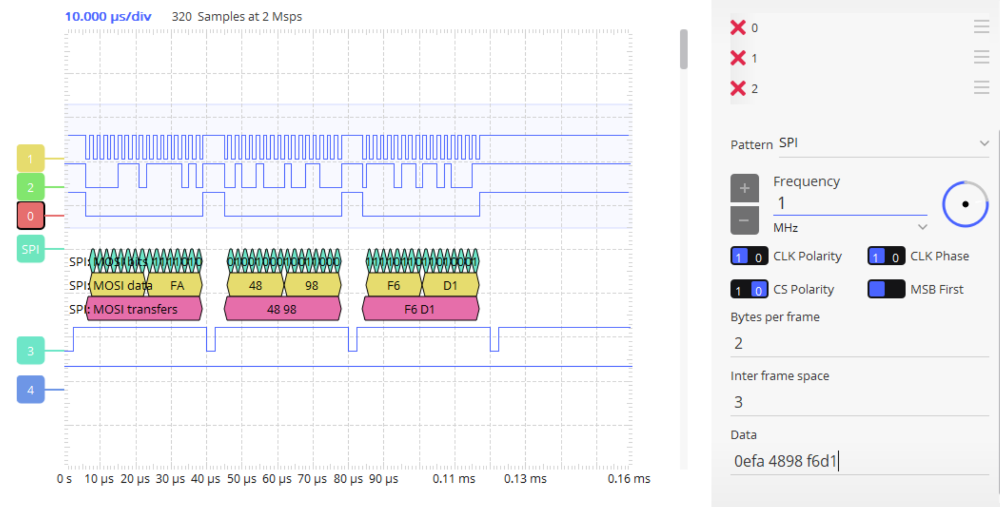 10.000 µs/div 320 Samples at 2 Msps
1
2
0
SPI
SPI: MOSI bits 1111010 0100100010011000 1111011011010001
SPI: MOSI data FA 48 98 F6 D1
SPI: MOSI transfers 48 98 F6 D1
3
4
0 s 10 µs 20 µs 30 µs 40 µs 50 µs 60 µs 70 µs 80 µs 90 µs 0.11 ms 0.13 ms 0.16 ms
0
1
2
Pattern SPI
+
−
Frequency
1
MHz
1 0 CLK Polarity 1 0 CLK Phase
1 0 CS Polarity MSB First
Bytes per frame
2
Inter frame space
3
Data
0efa 4898 f6d1